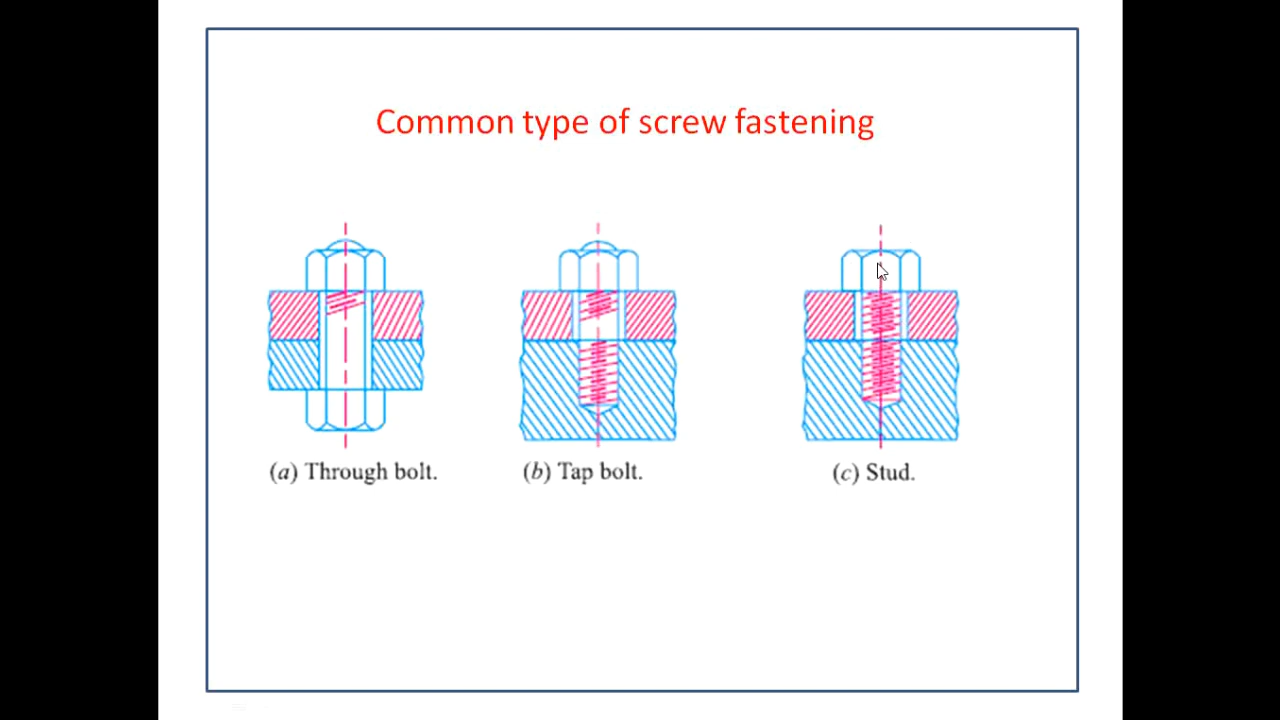 Common type of screw fastening
(a) Through bolt.
(b) Tap bolt.
(c) Stud.